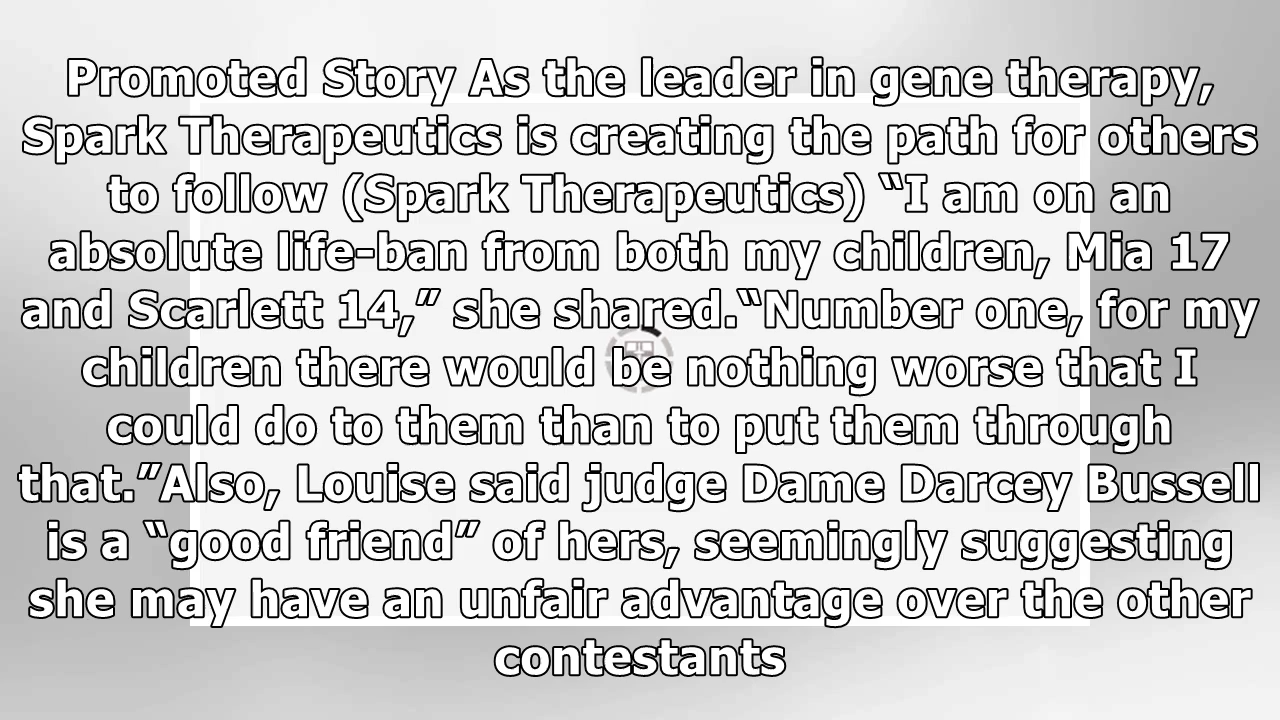 Promoted Story As the leader in gene therapy,
Spark Therapeutics is creating the path for others
to follow (Spark Therapeutics) “I am on an
absolute life-ban from both my children, Mia 17
and Scarlett 14,” she shared.“Number one, for my
children there would be nothing worse that I
could do to them than to put them through
that.”Also, Louise said judge Dame Darcey Bussell
is a “good friend” of hers, seemingly suggesting
she may have an unfair advantage over the other
contestants